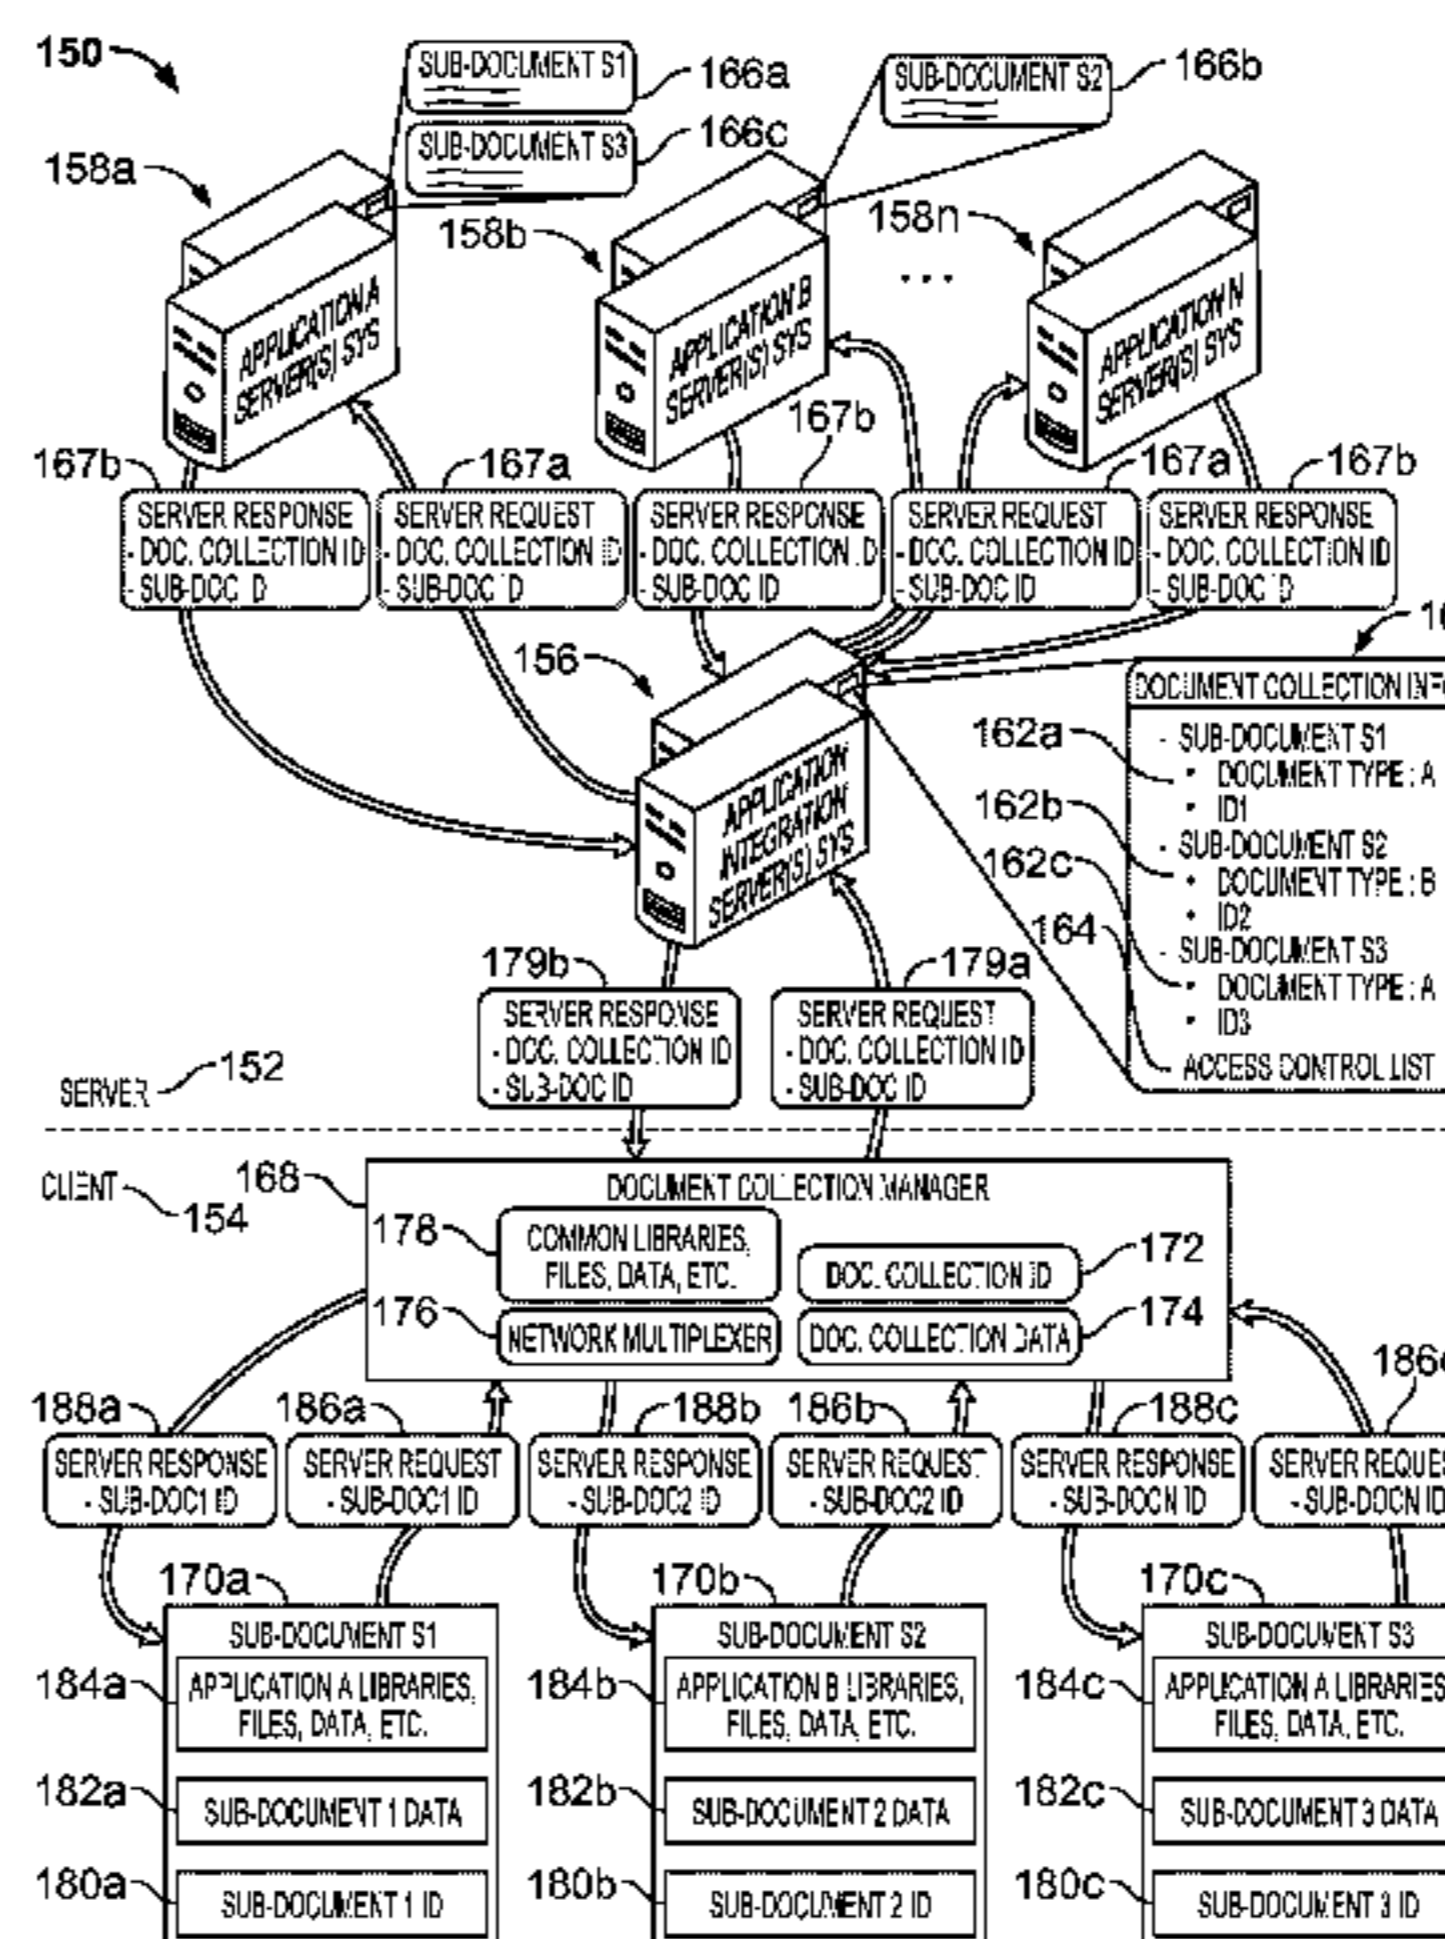 150
SUB-DOCUMENT S1
166a
SUB-DOCUMENT S2
166b
SUB-DOCUMENT S3
166c
158a
158b
158n
...
APPLICATION A
SERVER(S) SYS
APPLICATION B
SERVER(S) SYS
APPLICATION N
SERVER(S) SYS
167b
167a
167b
167a
167b
SERVER RESPONSE
- DOC. COLLECTION ID
- SUB-DOC ID
SERVER REQUEST
- DOC. COLLECTION ID
- SUB-DOC ID
SERVER RESPONSE
- DOC. COLLECTION ID
- SUB-DOC ID
SERVER REQUEST
- DOC. COLLECTION ID
- SUB-DOC ID
SERVER RESPONSE
- DOC. COLLECTION ID
- SUB-DOC ID
156
APPLICATION
INTEGRATION
SERVER(S) SYS
DOCUMENT COLLECTION
162a
- SUB-DOCUMENT S1
• DOCUMENT TYPE : A
• ID1
162b
- SUB-DOCUMENT S2
• DOCUMENT TYPE : B
• ID2
162c
- SUB-DOCUMENT S3
• DOCUMENT TYPE : A
• ID3
164
- ACCESS CONTROL LIST
179b
SERVER RESPONSE
- DOC. COLLECTION ID
- SUB-DOC ID
179a
SERVER REQUEST
- DOC. COLLECTION ID
- SUB-DOC ID
SERVER
152
CLIENT
154
168
DOCUMENT COLLECTION MANAGER
178
COMMON LIBRARIES,
FILES, DATA, ETC.
DOC. COLLECTION ID
172
176
NETWORK MULTIPLEXER
DOC. COLLECTION DATA
174
188a
186a
188b
186b
188c
SERVER RESPONSE
- SUB-DOC1 ID
SERVER REQUEST
- SUB-DOC1 ID
SERVER RESPONSE
- SUB-DOC2 ID
SERVER REQUEST
- SUB-DOC2 ID
SERVER RESPONSE
- SUB-DOCN ID
SERVER
- SUB-DOCN ID
170a
SUB-DOCUMENT S1
184a
APPLICATION A LIBRARIES,
FILES, DATA, ETC.
182a
SUB-DOCUMENT 1 DATA
180a
SUB-DOCUMENT 1 ID
170b
SUB-DOCUMENT S2
184b
APPLICATION B LIBRARIES,
FILES, DATA, ETC.
182b
SUB-DOCUMENT 2 DATA
180b
SUB-DOCUMENT 2 ID
170c
SUB-DOCUMENT S3
184c
APPLICATION A LIBRARIES
FILES, DATA, ETC.
182c
SUB-DOCUMENT 3 DATA
180c
SUB-DOCUMENT 3 ID